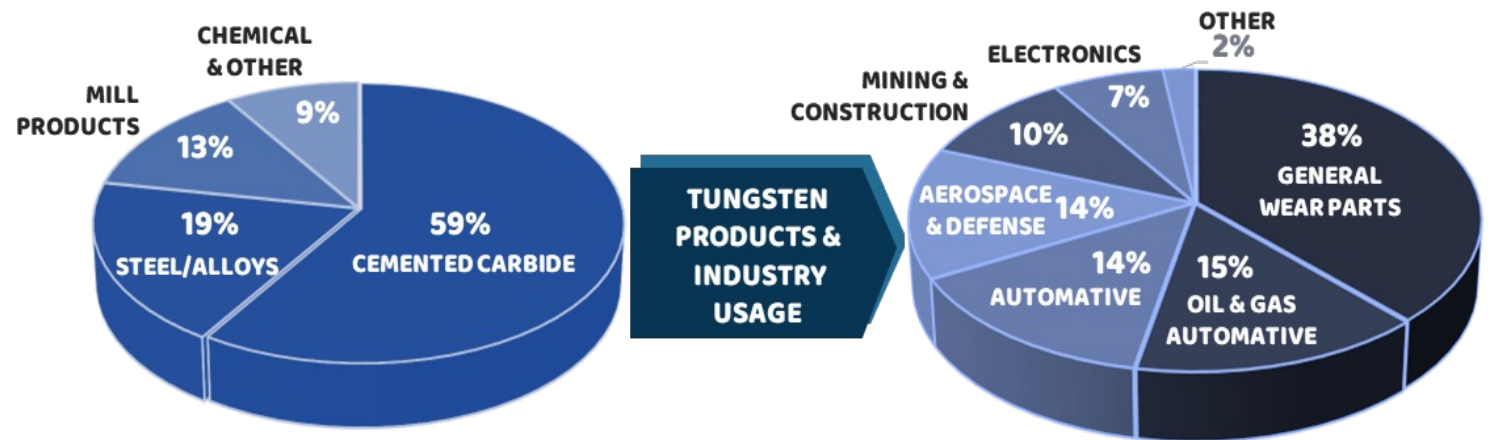 CHEMICAL
& OTHER
9%
MILL
PRODUCTS
13%
19%
STEEL/ALLOYS
59%
CEMENTED CARBIDE
TUNGSTEN
PRODUCTS &
INDUSTRY
USAGE
OTHER
2%
ELECTRONICS
7%
MINING &
CONSTRUCTION
10%
AEROSPACE
& DEFENSE
14%
14%
AUTOMATIVE
15%
OIL & GAS
AUTOMATIVE
38%
GENERAL
WEAR PARTS